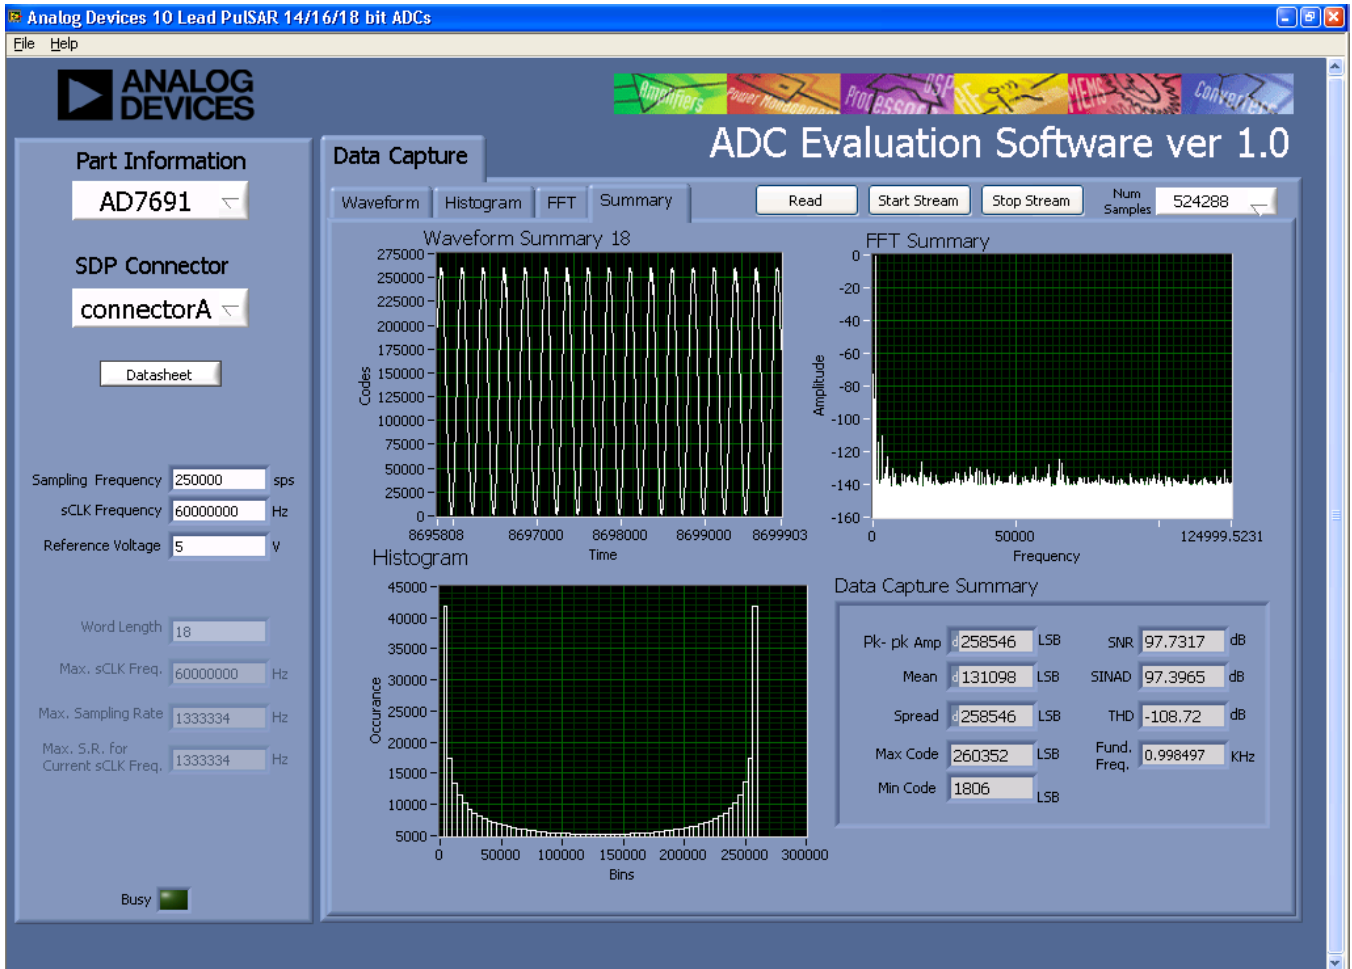 Analog Devices 10 Lead PulSAR 14/16/18 bit ADCs
File Help
ANALOG
DEVICES
Amplifiers Power Management Processors DSP RF MEMS Converters
ADC Evaluation Software ver 1.0
Part Information
AD7691
SDP Connector
connectorA
Datasheet
Sampling Frequency 250000 sps
sCLK Frequency 60000000 Hz
Reference Voltage 5 V
Word Length 18
Max. sCLK Freq. 60000000 Hz
Max. Sampling Rate 1333334 Hz
Max. S.R. for
Current sCLK Freq. 1333334 Hz
Busy
Data Capture
Waveform Histogram FFT Summary
Read Start Stream Stop Stream Num Samples 524288
Waveform Summary 18
275000
250000
225000
200000
175000
150000
125000
100000
75000
50000
25000
0
Codes
8695808 8697000 8698000 8699000 8699903
Time
FFT Summary
0
-20
-40
-60
-80
-100
-120
-140
-160
Amplitude
0 50000 124999.5231
Frequency
Histogram
45000
40000
35000
30000
25000
20000
15000
10000
5000
Occurance
0 50000 100000 150000 200000 250000 300000
Bins
Data Capture Summary
Pk- pk Amp d 258546 LSB
Mean d 131098 LSB
Spread d 258546 LSB
Max Code 260352 LSB
Min Code 1806 LSB
SNR 97.7317 dB
SINAD 97.3965 dB
THD -108.72 dB
Fund.
Freq. 0.998497 KHz